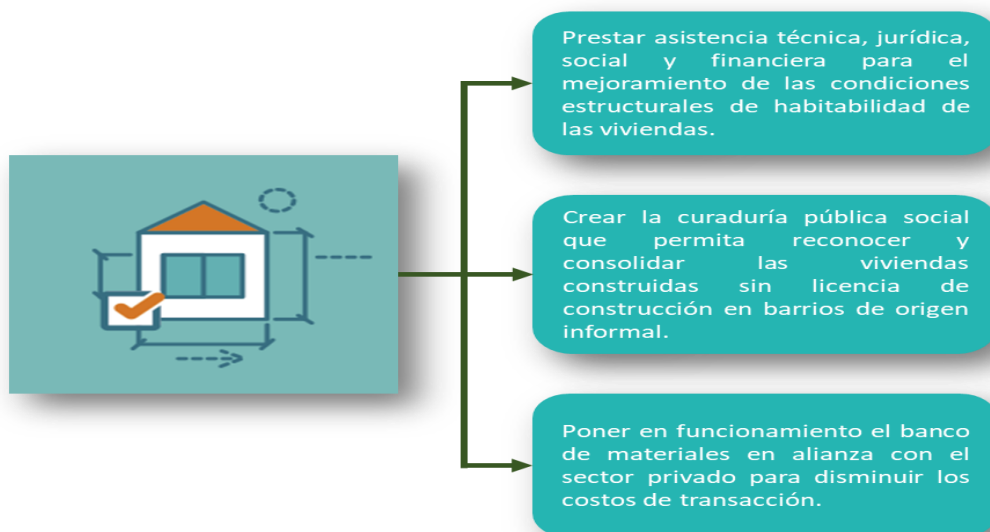 Prestar asistencia técnica, jurídica,
social y financiera para el
mejoramiento de las condiciones
estructurales de habitabilidad de
las viviendas.
Crear la curaduría pública social
que permita reconocer y
consolidar las viviendas
construidas sin licencia de
construcción en barrios de origen
informal.
Poner en funcionamiento el banco
de materiales en alianza con el
sector privado para disminuir los
costos de transacción.